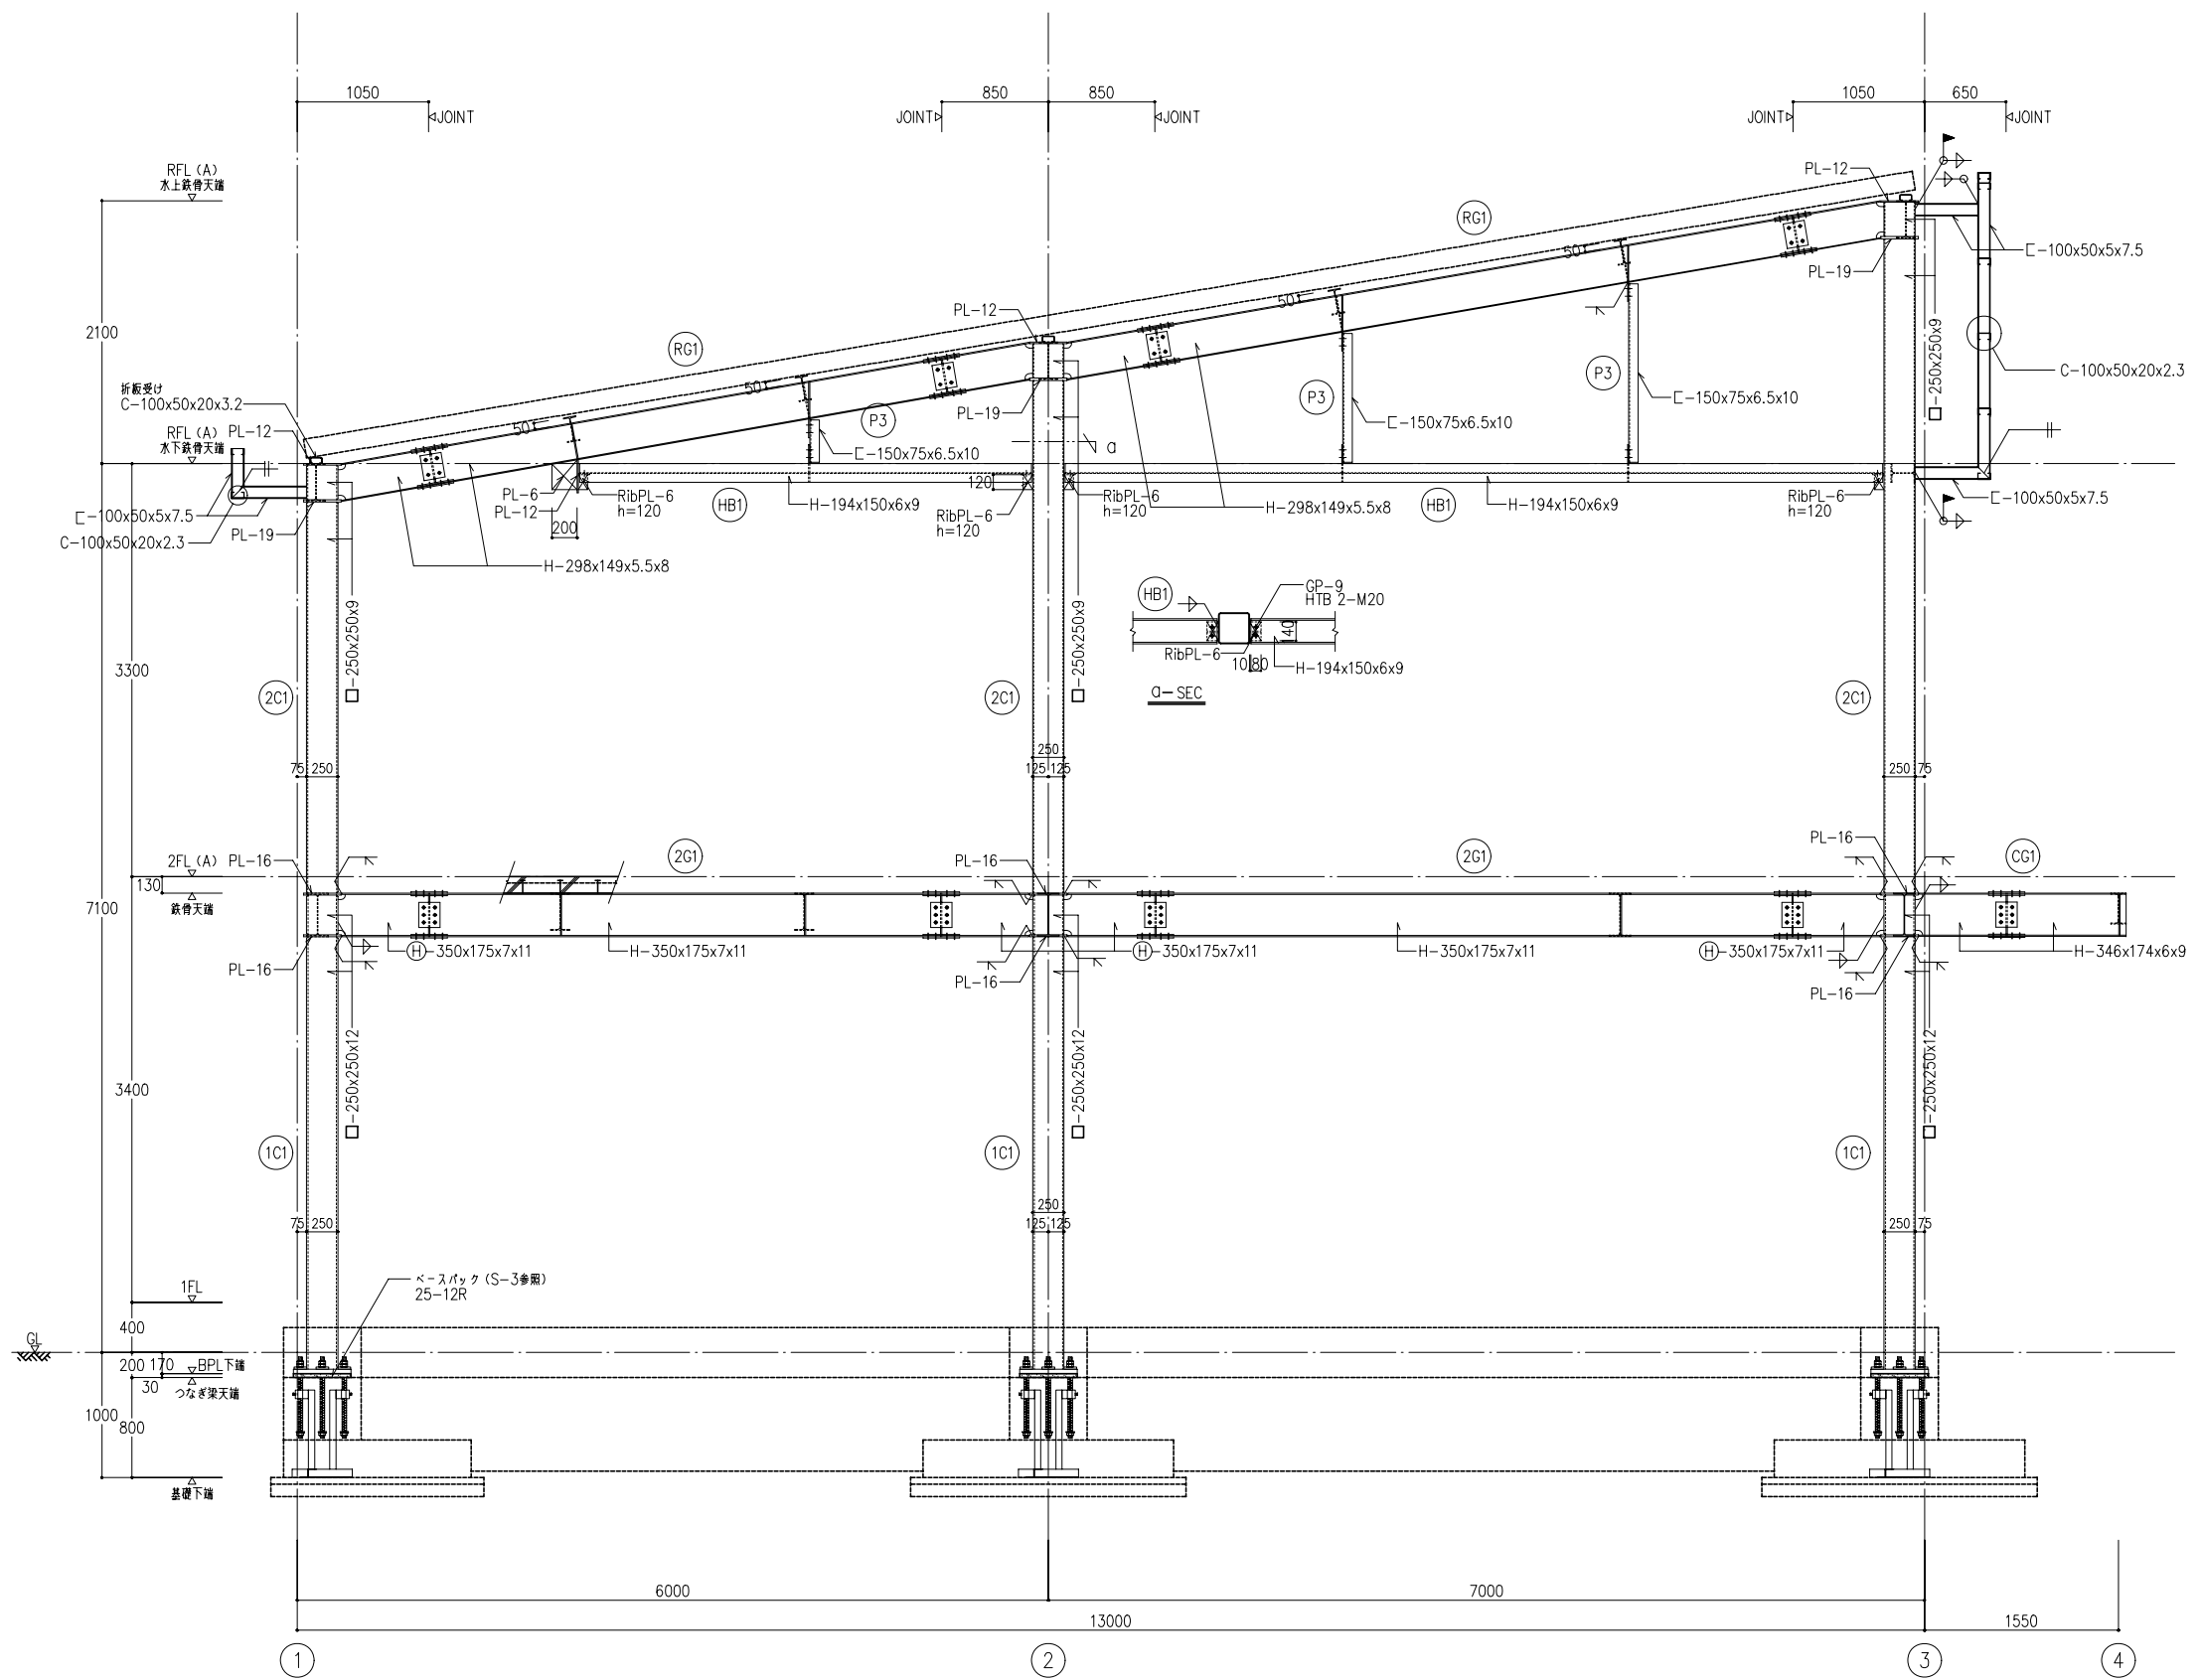 1050
JOINT
850
850
JOINT
JOINT
1050
650
JOINT
JOINT
RFL (A)
水上鉄骨天端
PL-12
RG1
C-100x50x5x7.5
PL-19
50
2100
PL-12
50
RG1
-250x250x9
C-100x50x20x2.3
折板受け
C-100x50x20x3.2
50
P3
P3
C-150x75x6.5x10
RFL (A)
水下鉄骨天端
PL-12
50
P3
PL-19
C-150x75x6.5x10
C-150x75x6.5x10
a
C-100x50x5x7.5
C-100x50x20x2.3
PL-19
PL-6
PL-12
RibPL-6
h=120
HB1
H-194x150x6x9
120
RibPL-6
h=120
RibPL-6
h=120
H-298x149x5.5x8
HB1
H-194x150x6x9
RibPL-6
h=120
C-100x50x5x7.5
200
H-298x149x5.5x8
-250x250x9
-250x250x9
HB1
GP-9
HTB 2-M20
140
RibPL-6
10
80
H-194x150x6x9
a-SEC
3300
2C1
2C1
2C1
75
250
250
125
125
250
75
2FL (A)
PL-16
2G1
PL-16
2G1
PL-16
CG1
130
鉄骨天端
7100
H-350x175x7x11
H-350x175x7x11
H-350x175x7x11
H-350x175x7x11
H-350x175x7x11
H-346x174x6x9
PL-16
PL-16
PL-16
-250x250x12
-250x250x12
-250x250x12
3400
1C1
1C1
1C1
75
250
250
125
125
250
75
ベースパック (S-3参照)
25-12R
1FL
400
GL
200
170
BPL下端
30
つなぎ梁天端
1000
800
基礎下端
6000
7000
13000
1550
1
2
3
4